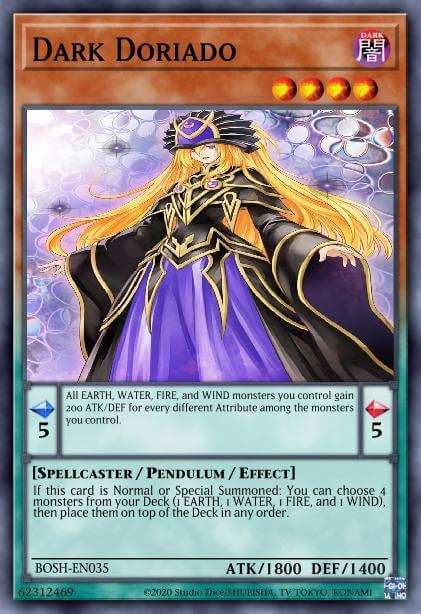 DARK DORIADO
DARK
闇
All EARTH, WATER, FIRE, and WIND monsters you control gain
200 ATK/DEF for every different Attribute among the monsters
you control.
5
5
[SPELLCASTER / PENDULUM / EFFECT]
If this card is Normal or Special Summoned: You can choose 4
monsters from your Deck (1 EARTH, 1 WATER, 1 FIRE, and 1 WIND),
then place them on top of the Deck in any order.
BOSH-EN035
ATK/1800 DEF/1400
62312469
©2020 Studio Dice/SHUEISHA, TV TOKYO, KONAMI